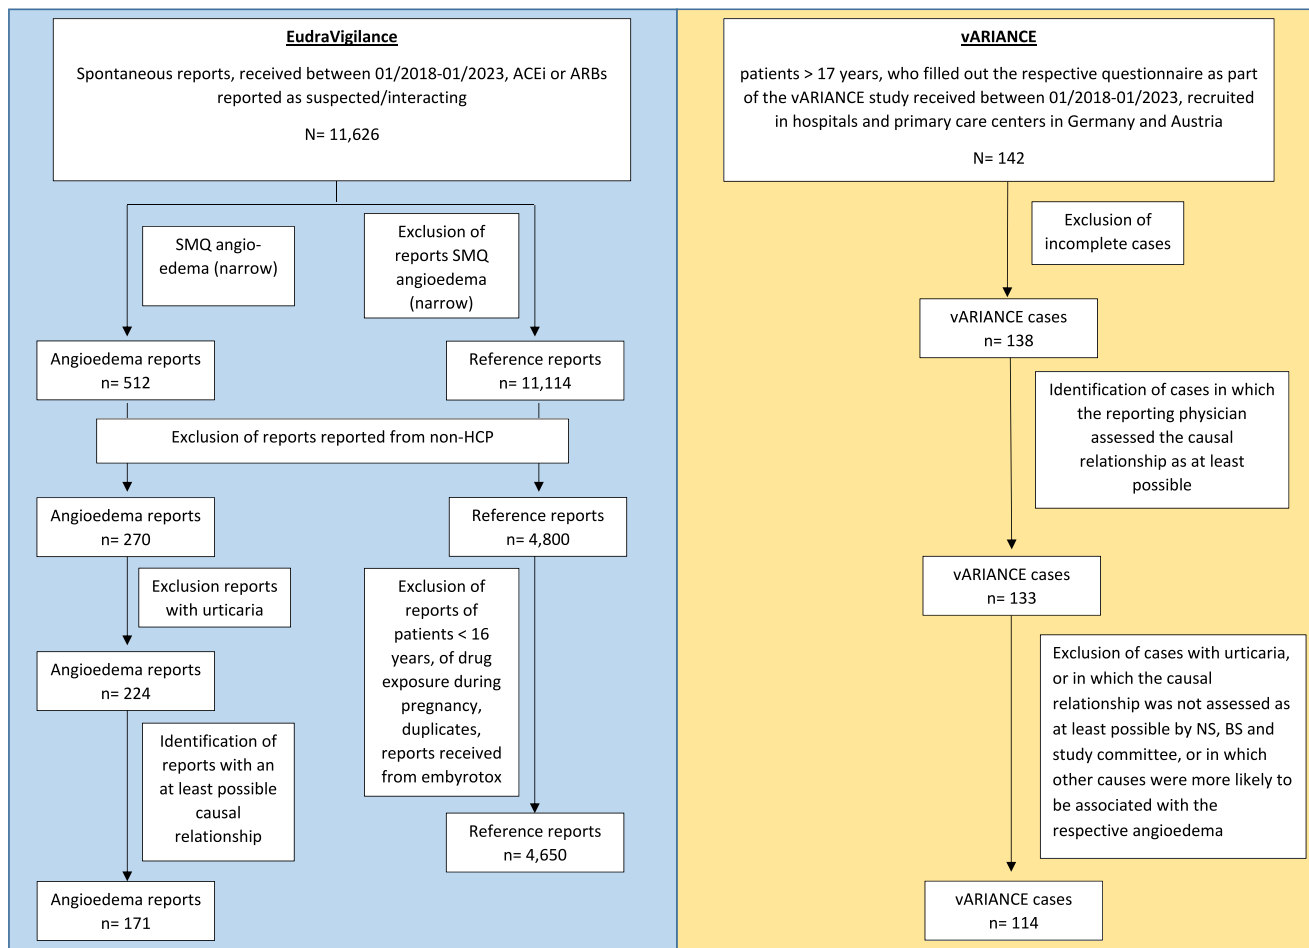 EudraVigilance
Spontaneous reports, received between 01/2018-01/2023, ACEi or ARBs
reported as suspected/interacting
N= 11,626
SMQ angio-
edema (narrow)
Exclusion of
reports SMQ
angioedema
(narrow)
Angioedema reports
n= 512
Reference reports
n= 11,114
Exclusion of reports reported from non-HCP
Angioedema reports
n= 270
Reference reports
n= 4,800
Exclusion reports
with urticaria
Exclusion of
reports of
patients < 16
years, of drug
exposure during
pregnancy,
duplicates,
reports received
from embyrotox
Angioedema reports
n= 224
Identification of
reports with an
at least possible
causal
relationship
Reference reports
n= 4,650
Angioedema reports
n= 171
vARIANCE
patients > 17 years, who filled out the respective questionnaire as part
of the vARIANCE study received between 01/2018-01/2023, recruited
in hospitals and primary care centers in Germany and Austria
N= 142
Exclusion of
incomplete cases
vARIANCE cases
n= 138
Identification of cases in which
the reporting physician
assessed the causal
relationship as at least
possible
vARIANCE cases
n= 133
Exclusion of cases with urticaria,
or in which the causal
relationship was not assessed as
at least possible by NS, BS and
study committee, or in which
other causes were more likely to
be associated with the
respective angioedema
vARIANCE cases
n= 114